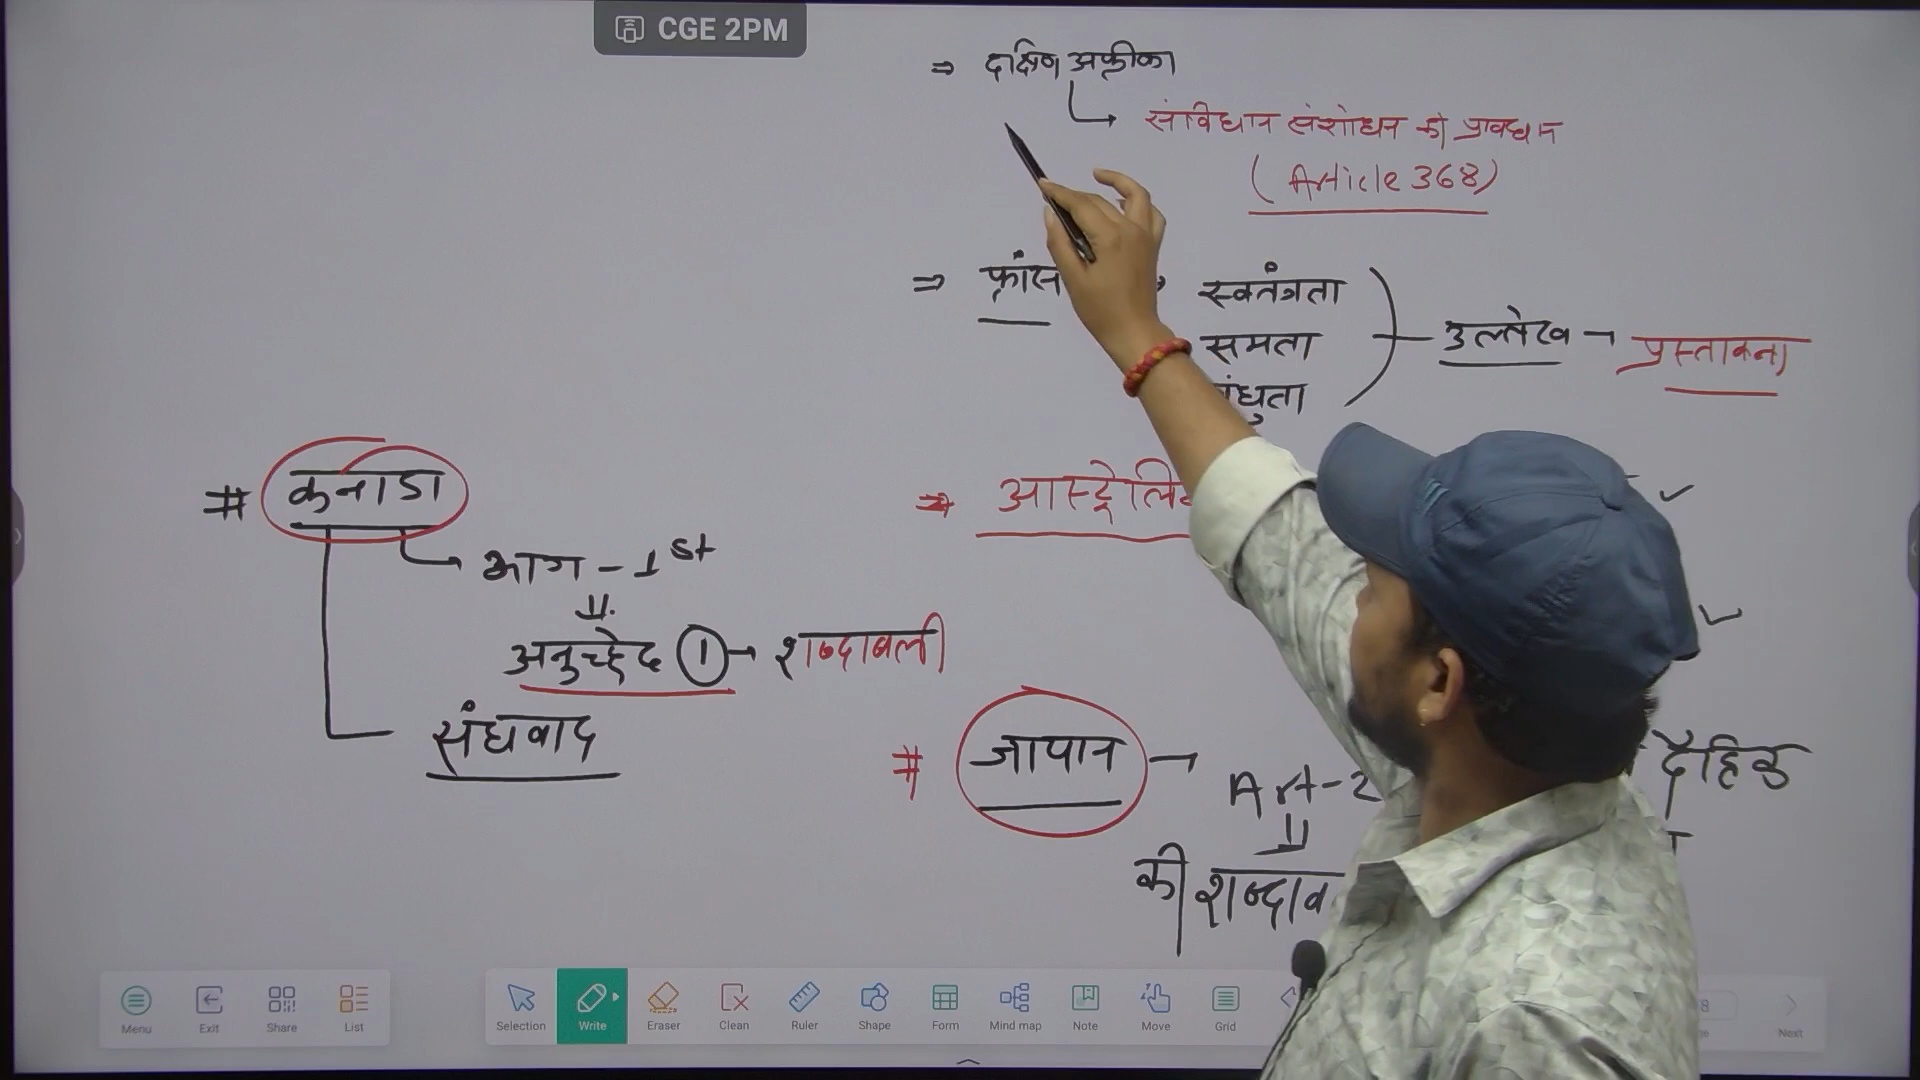 CGE 2PM
⇒ दक्षिण अफ्रीका
संविधान संशोधन की प्रावधान
(Article 368)
⇒ फ्रांस
स्वतंत्रता
समता
बंधुता
उल्लेख → प्रस्तावना
# कनाडा
भाग - 1st
अनुच्छेद ① → शब्दावली
संघवाद
# जापान → Art-2
दैहिक
की
Menu Exit Share List
Selection Write Eraser Clean Ruler Shape Form Mind map Note Move Grid
Next